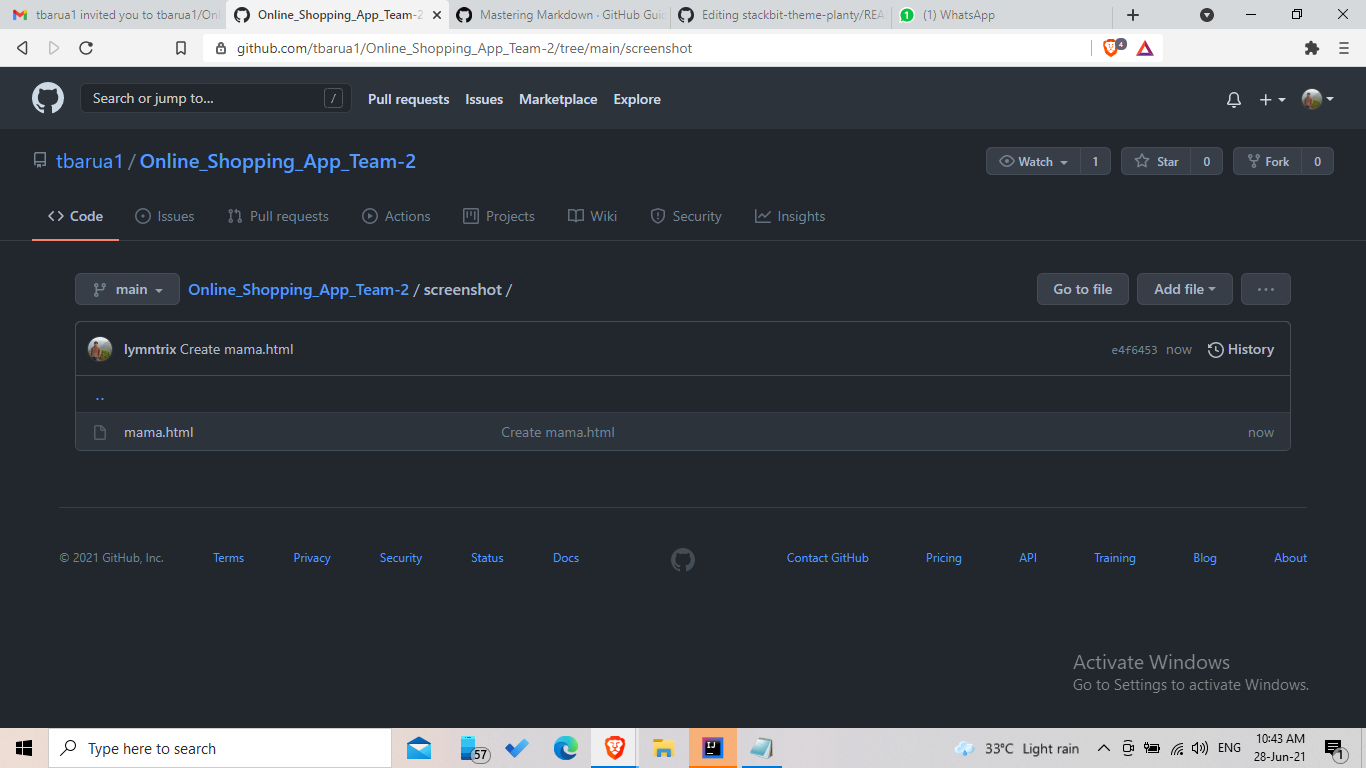 tbarua1 invited you to tbarua1/Onl
Online_Shopping_App_Team-2
Mastering Markdown · GitHub Guid
Editing stackbit-theme-planty/REA
(1) WhatsApp
github.com/tbarua1/Online_Shopping_App_Team-2/tree/main/screenshot
4
Search or jump to... /
Pull requests Issues Marketplace Explore
tbarua1 / Online_Shopping_App_Team-2
Watch 1 Star 0 Fork 0
Code Issues Pull requests Actions Projects Wiki Security Insights
main Online_Shopping_App_Team-2 / screenshot / Go to file Add file ...
lymntrix Create mama.html e4f6453 now History
..
mama.html Create mama.html now
© 2021 GitHub, Inc. Terms Privacy Security Status Docs Contact GitHub Pricing API Training Blog About
Activate Windows
Go to Settings to activate Windows.
Type here to search
57
33°C Light rain
ENG
10:43 AM
28-Jun-21
1